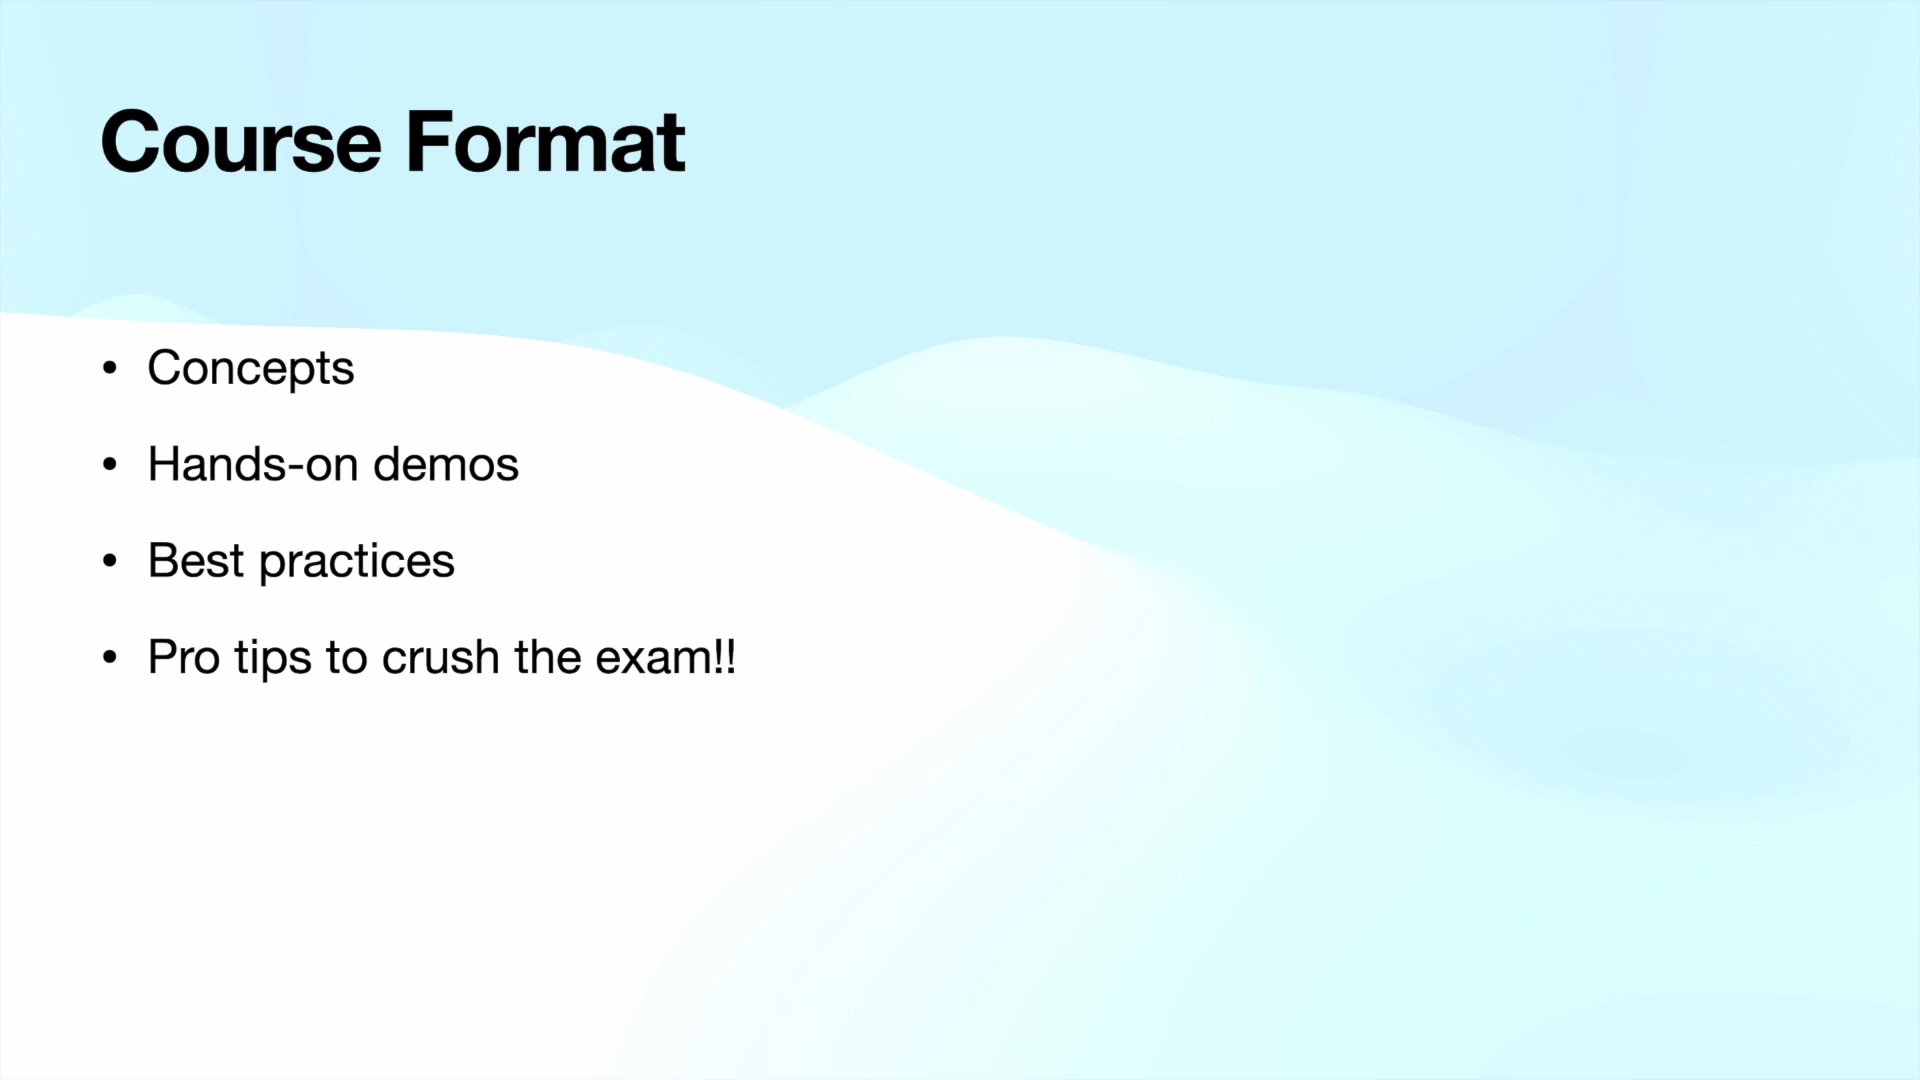 Course Format
• Concepts
• Hands-on demos
• Best practices
• Pro tips to crush the exam!!